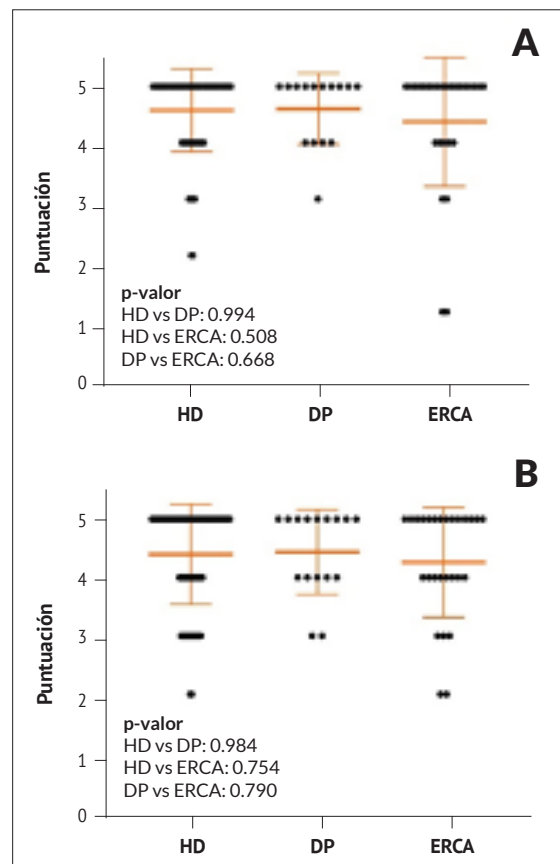 A
Puntuación
5
4
3
2
1
0
p-valor
HD vs DP: 0.994
HD vs ERCA: 0.508
DP vs ERCA: 0.668
HD DP ERCA
B
Puntuación
5
4
3
2
1
0
p-valor
HD vs DP: 0.984
HD vs ERCA: 0.754
DP vs ERCA: 0.790
HD DP ERCA